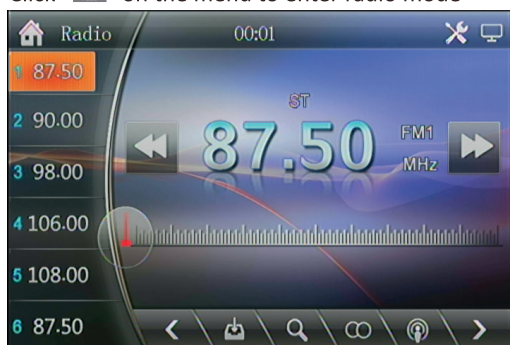 on the menu to enter radio mode
Radio
00:01
1 87.50
2 90.00
3 98.00
4 106.00
5 108.00
6 87.50
ST
87.50
FM1
MHz